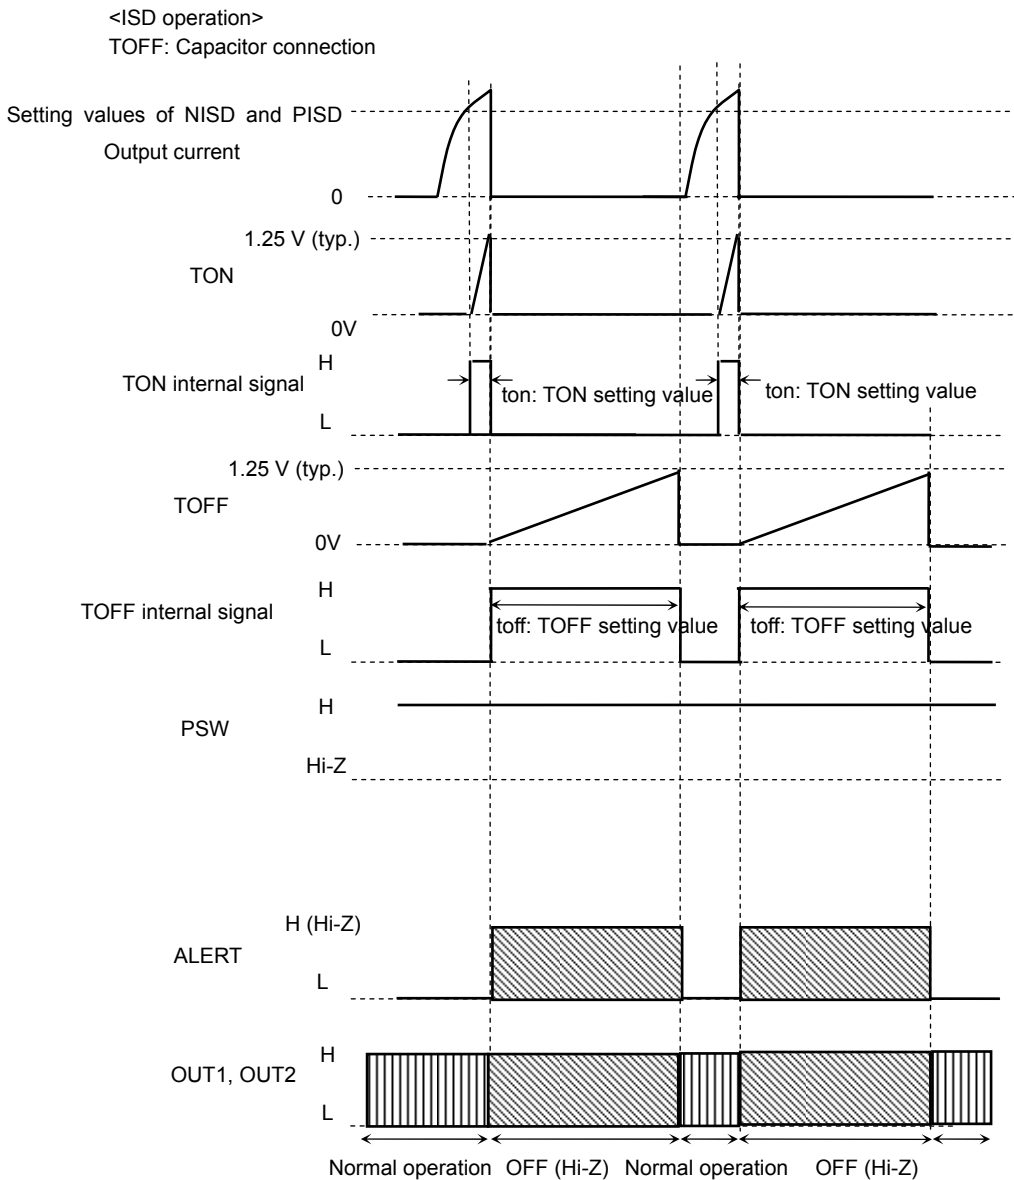 <ISD operation>
TOFF: Capacitor connection
Setting values of NISD and PISD
Output current
0
1.25 V (typ.)
TON
0V
H
TON internal signal
ton: TON setting value
ton: TON setting value
L
1.25 V (typ.)
TOFF
0V
H
TOFF internal signal
toff: TOFF setting value
toff: TOFF setting value
L
H
PSW
Hi-Z
H (Hi-Z)
ALERT
L
H
OUT1, OUT2
L
Normal operation OFF (Hi-Z) Normal operation OFF (Hi-Z)